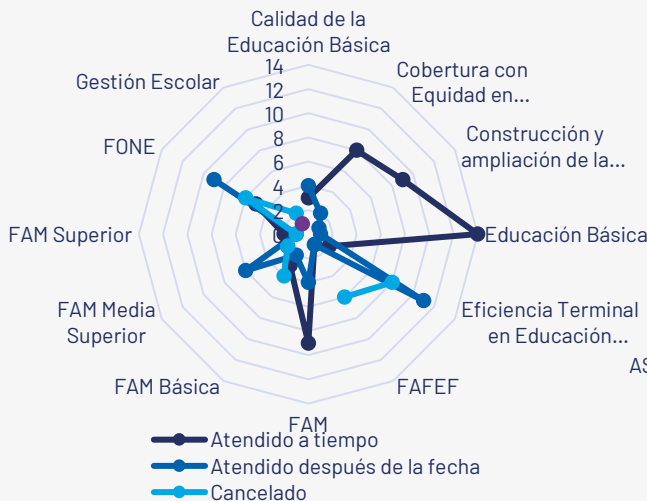 Calidad de la
Educación Básica
Cobertura con
Equidad en...
Construcción y
ampliación de la...
Educación Básica
Eficiencia Terminal
en Educación...
AS
FAFEF
FAM
FAM Básica
FAM Media
Superior
FAM Superior
FONE
Gestión Escolar
14
12
10
8
6
4
2
0
Atendido a tiempo
Atendido después de la fecha
Cancelado